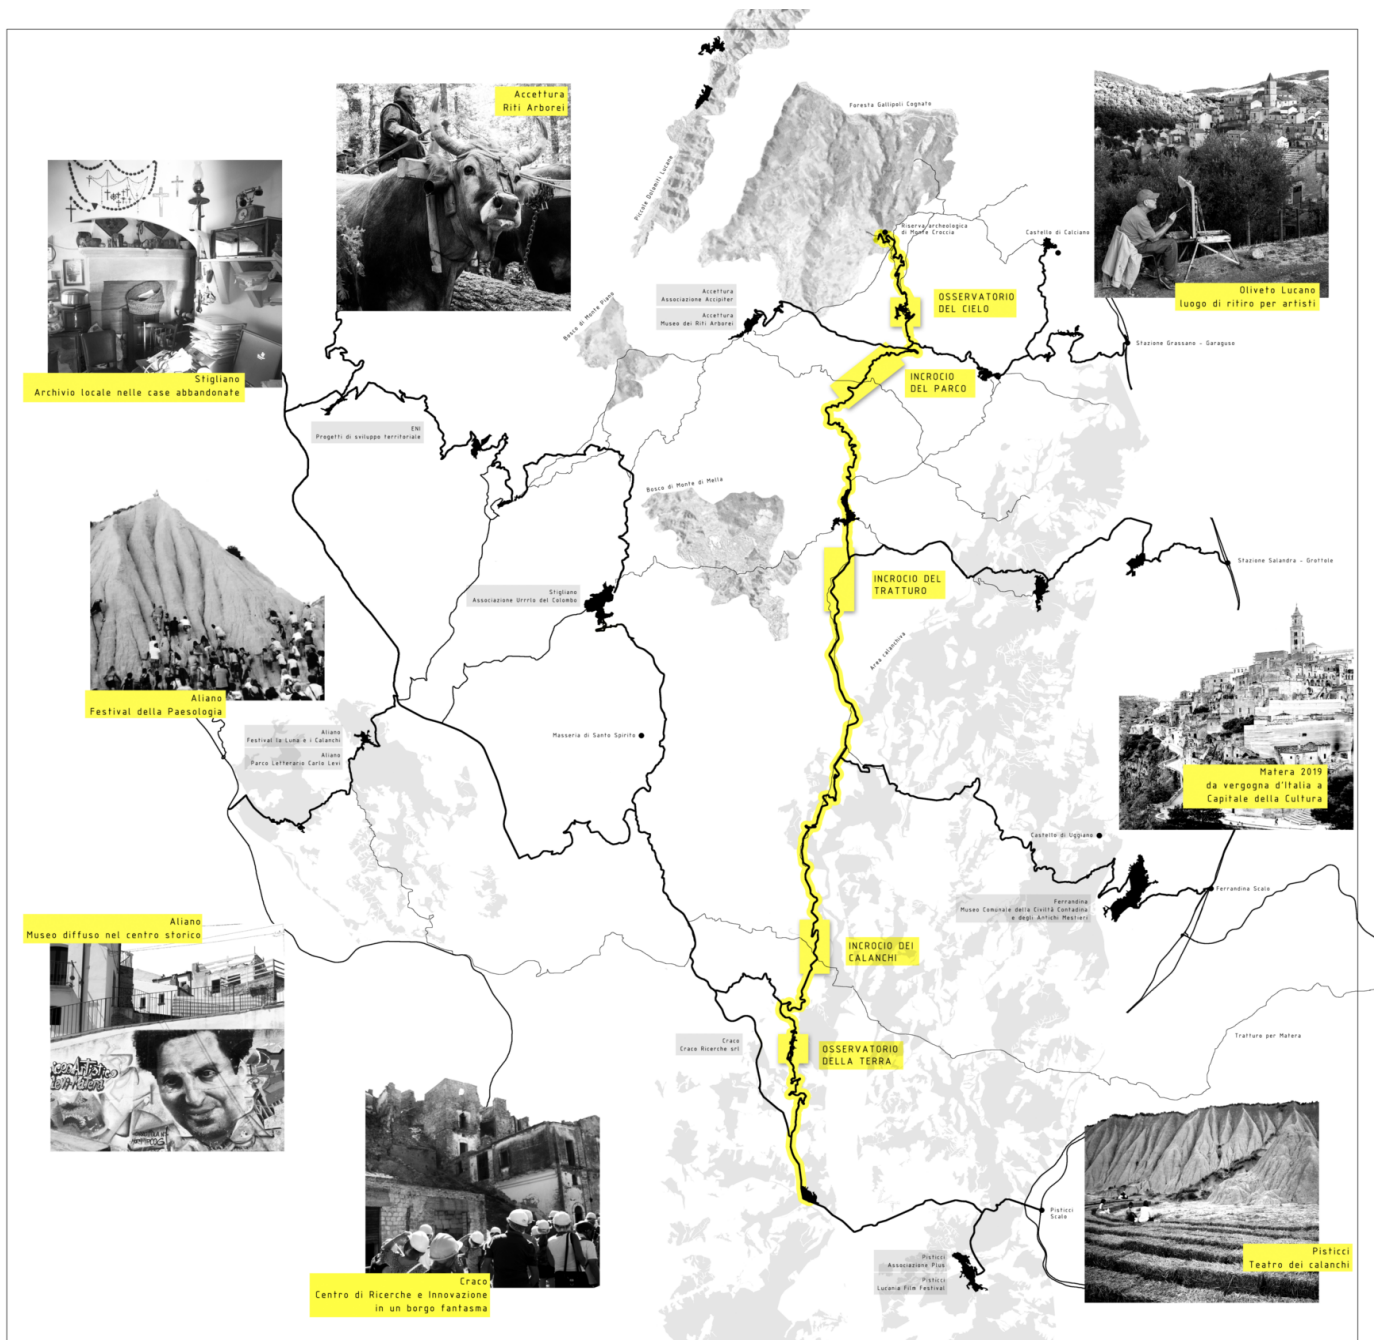 Accettura
Riti Arborei
Foresta Gallipoli Cognato
Piccole Dolomiti Lucane
Riserva archeologica
di Monte Croccia
Castello di Calciano
Oliveto Lucano
luogo di ritiro per artisti
Accettura
Associazione Accipiter
Accettura
Museo dei Riti Arborei
OSSERVATORIO
DEL CIELO
Bosco di Monte Piano
Stazione Grassano - Garaguso
Stigliano
Archivio locale nelle case abbandonate
INCROCIO
DEL PARCO
ENI
Progetti di sviluppo territoriale
Bosco di Monte di Mella
Stazione Salandra - Grottole
INCROCIO DEL
TRATTURO
Stigliano
Associazione Urrrlo del Colombo
Area calanchiva
Aliano
Festival della Paesologia
Aliano
Festival la Luna e i Calanchi
Aliano
Parco Letterario Carlo Levi
Masseria di Santo Spirito
Matera 2019
da vergogna d'Italia a
Capitale della Cultura
Castello di Uggiano
Ferrandina Scalo
Ferrandina
Museo Comunale della Civiltà Contadina
e degli Antichi Mestieri
Aliano
Museo diffuso nel centro storico
INCROCIO DEI
CALANCHI
Craco
Craco Ricerche srl
OSSERVATORIO
DELLA TERRA
Tratturo per Matera
Pisticci
Scalo
Pisticci
Associazione Plus
Pisticci
Lucania Film Festival
Pisticci
Teatro dei calanchi
Craco
Centro di Ricerche e Innovazione
in un borgo fantasma